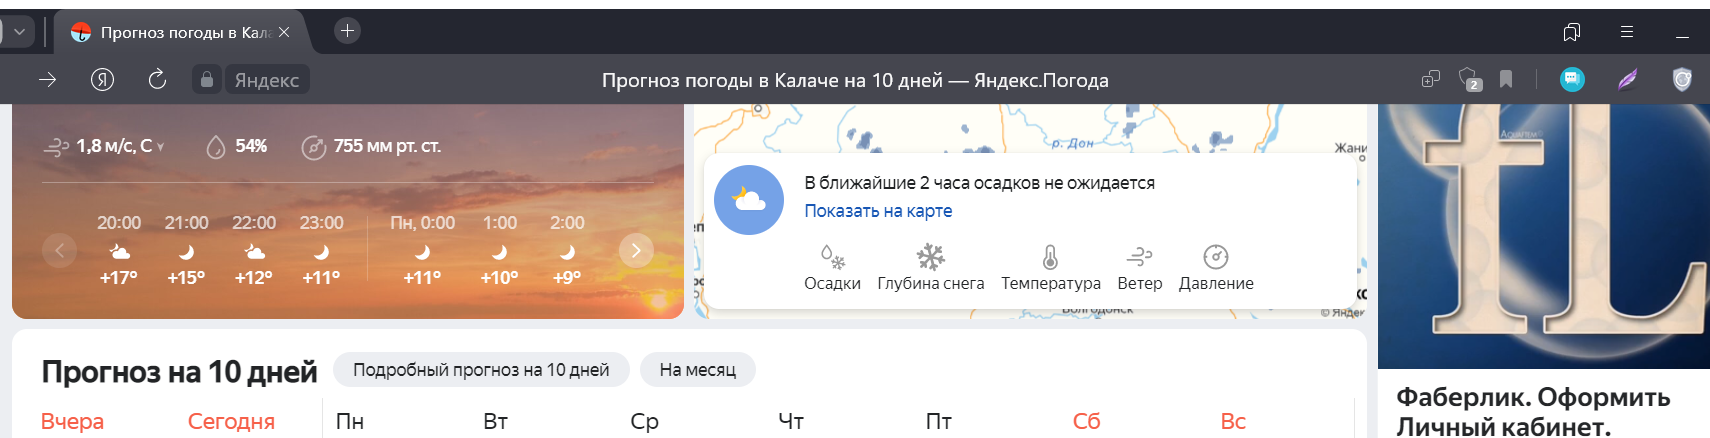 Прогноз погоды в Кала
Яндекс
Прогноз погоды в Калаче на 10 дней — Яндекс.Погода
2
1,8 м/с, С
54%
755 мм рт. ст.
20:00 21:00 22:00 23:00 Пн, 0:00 1:00 2:00
+17° +15° +12° +11° +11° +10° +9°
р. Дон
Жани
В ближайшие 2 часа осадков не ожидается
Показать на карте
Осадки Глубина снега Температура Ветер Давление
Волгодонск
© Яндек
AQUATEM®
Прогноз на 10 дней
Подробный прогноз на 10 дней
На месяц
Вчера Сегодня Пн Вт Ср Чт Пт Сб Вс
Фаберлик. Оформить
Личный кабинет.